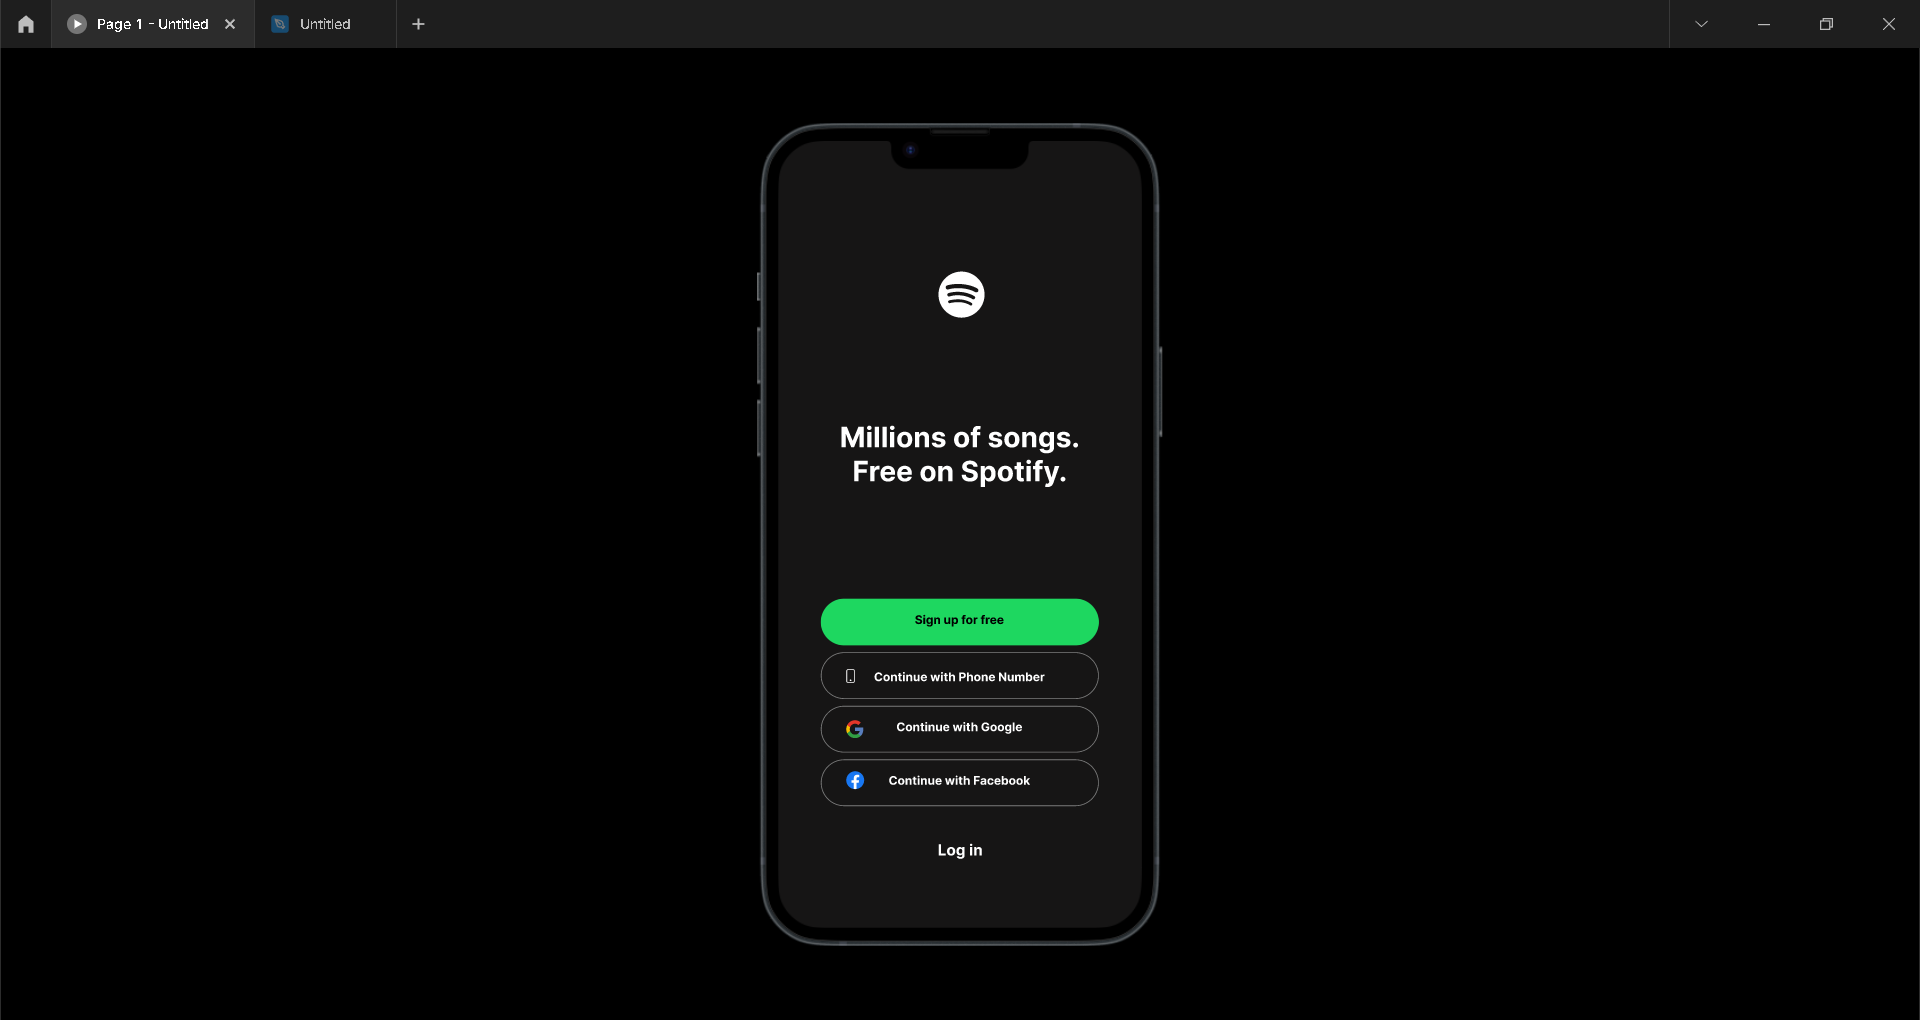 Page 1 - Untitled
Untitled
Millions of songs.
Free on Spotify.
Sign up for free
Continue with Phone Number
Continue with Google
Continue with Facebook
Log in